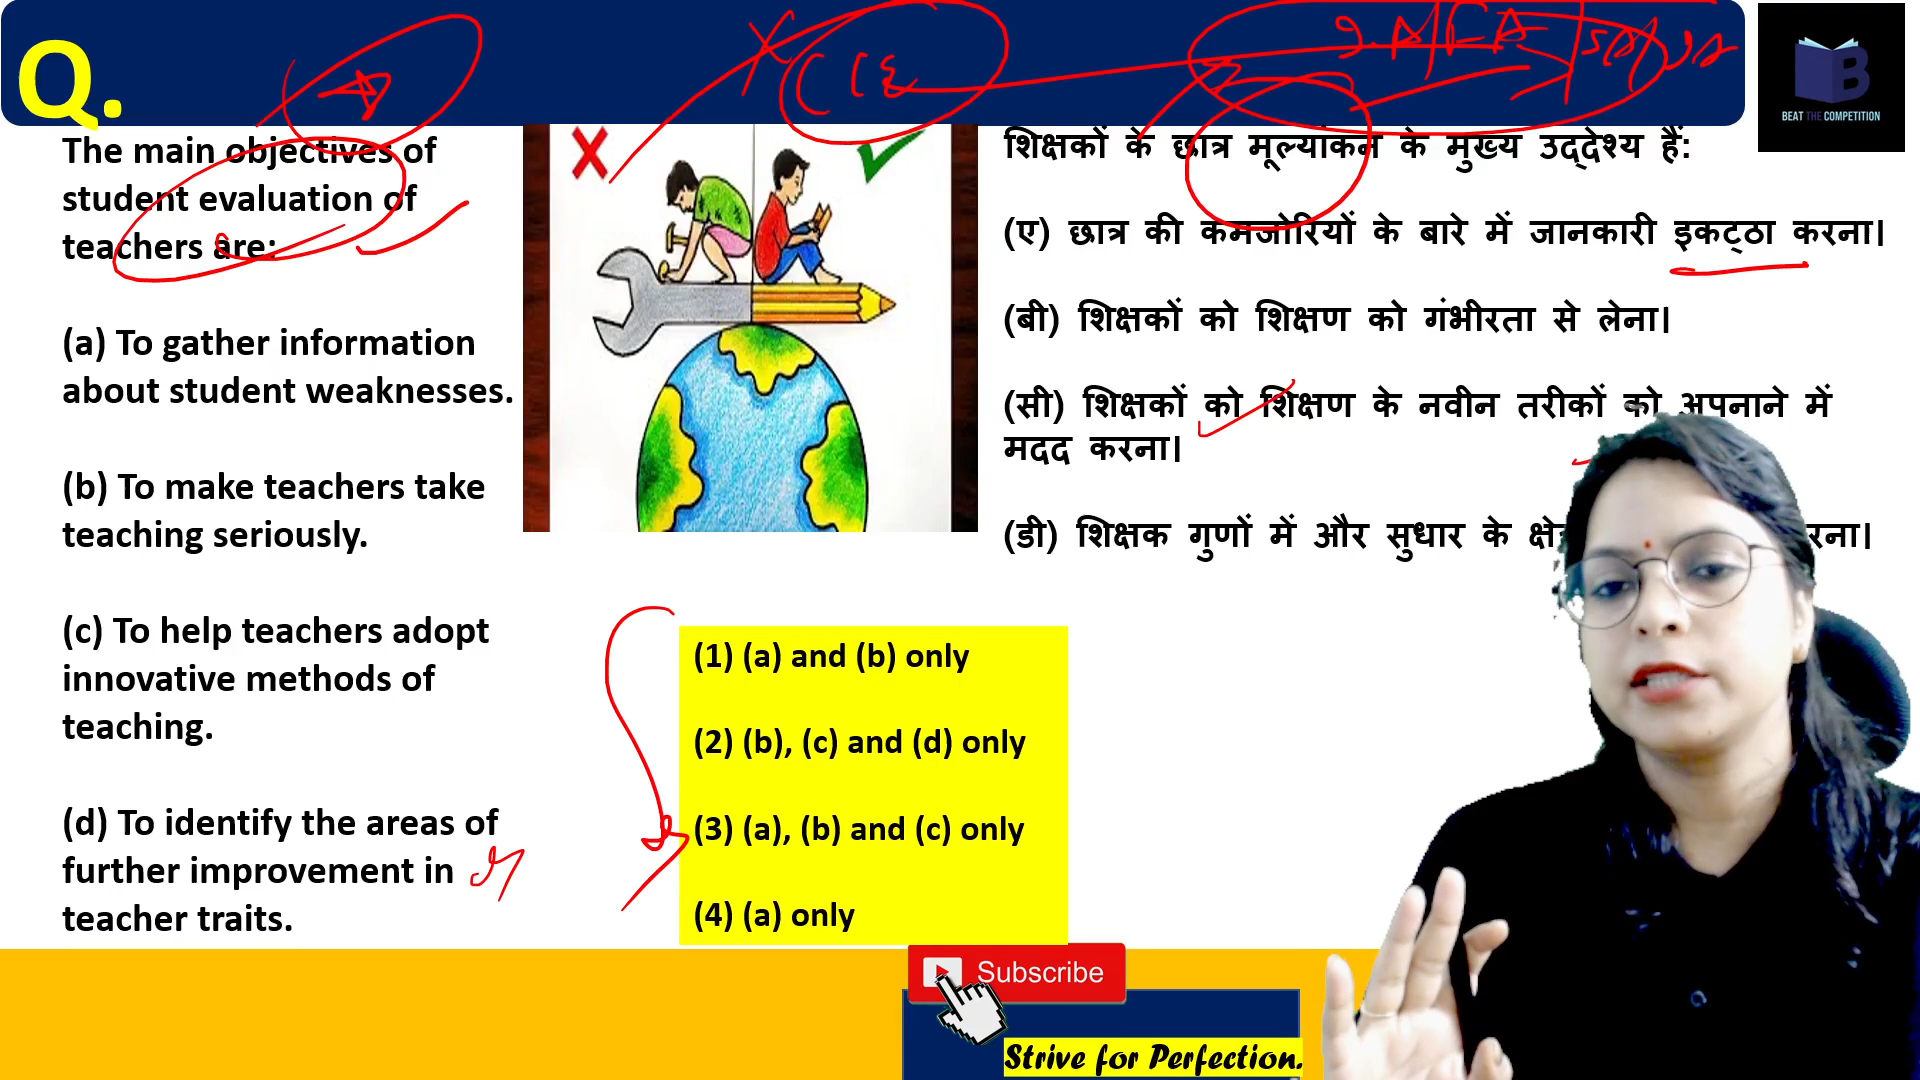 Q.
BEAT THE COMPETITION
The main objectives of
student evaluation of
teachers are:
(a) To gather information
about student weaknesses.
(b) To make teachers take
teaching seriously.
(c) To help teachers adopt
innovative methods of
teaching.
(d) To identify the areas of
further improvement in
teacher traits.
शिक्षकों के छात्र मूल्यांकन के मुख्य उद्देश्य हैं:
(ए) छात्र की कमजोरियों के बारे में जानकारी इकट्ठा करना।
(बी) शिक्षकों को शिक्षण को गंभीरता से लेना।
(सी) शिक्षकों को शिक्षण के नवीन तरीकों को अपनाने में
मदद करना।
(डी) शिक्षक गुणों में और सुधार के
(1) (a) and (b) only
(2) (b), (c) and (d) only
(3) (a), (b) and (c) only
(4) (a) only
Subscribe
Strive for Perfection.